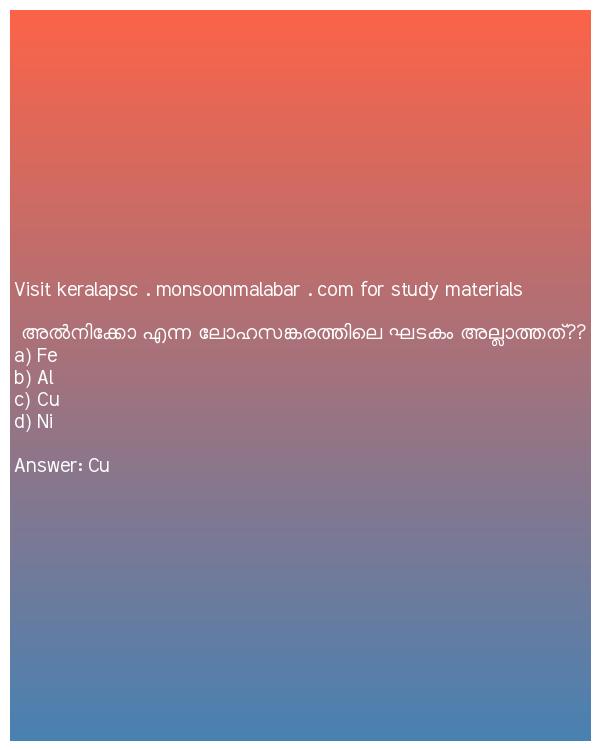 Visit keralapsc . monsoonmalabar . com for study materials
അൽനിക്കോ എന്ന ലോഹസങ്കരത്തിലെ ഘടകം അല്ലാത്തത്??
a) Fe
b) Al
c) Cu
d) Ni
Answer: Cu